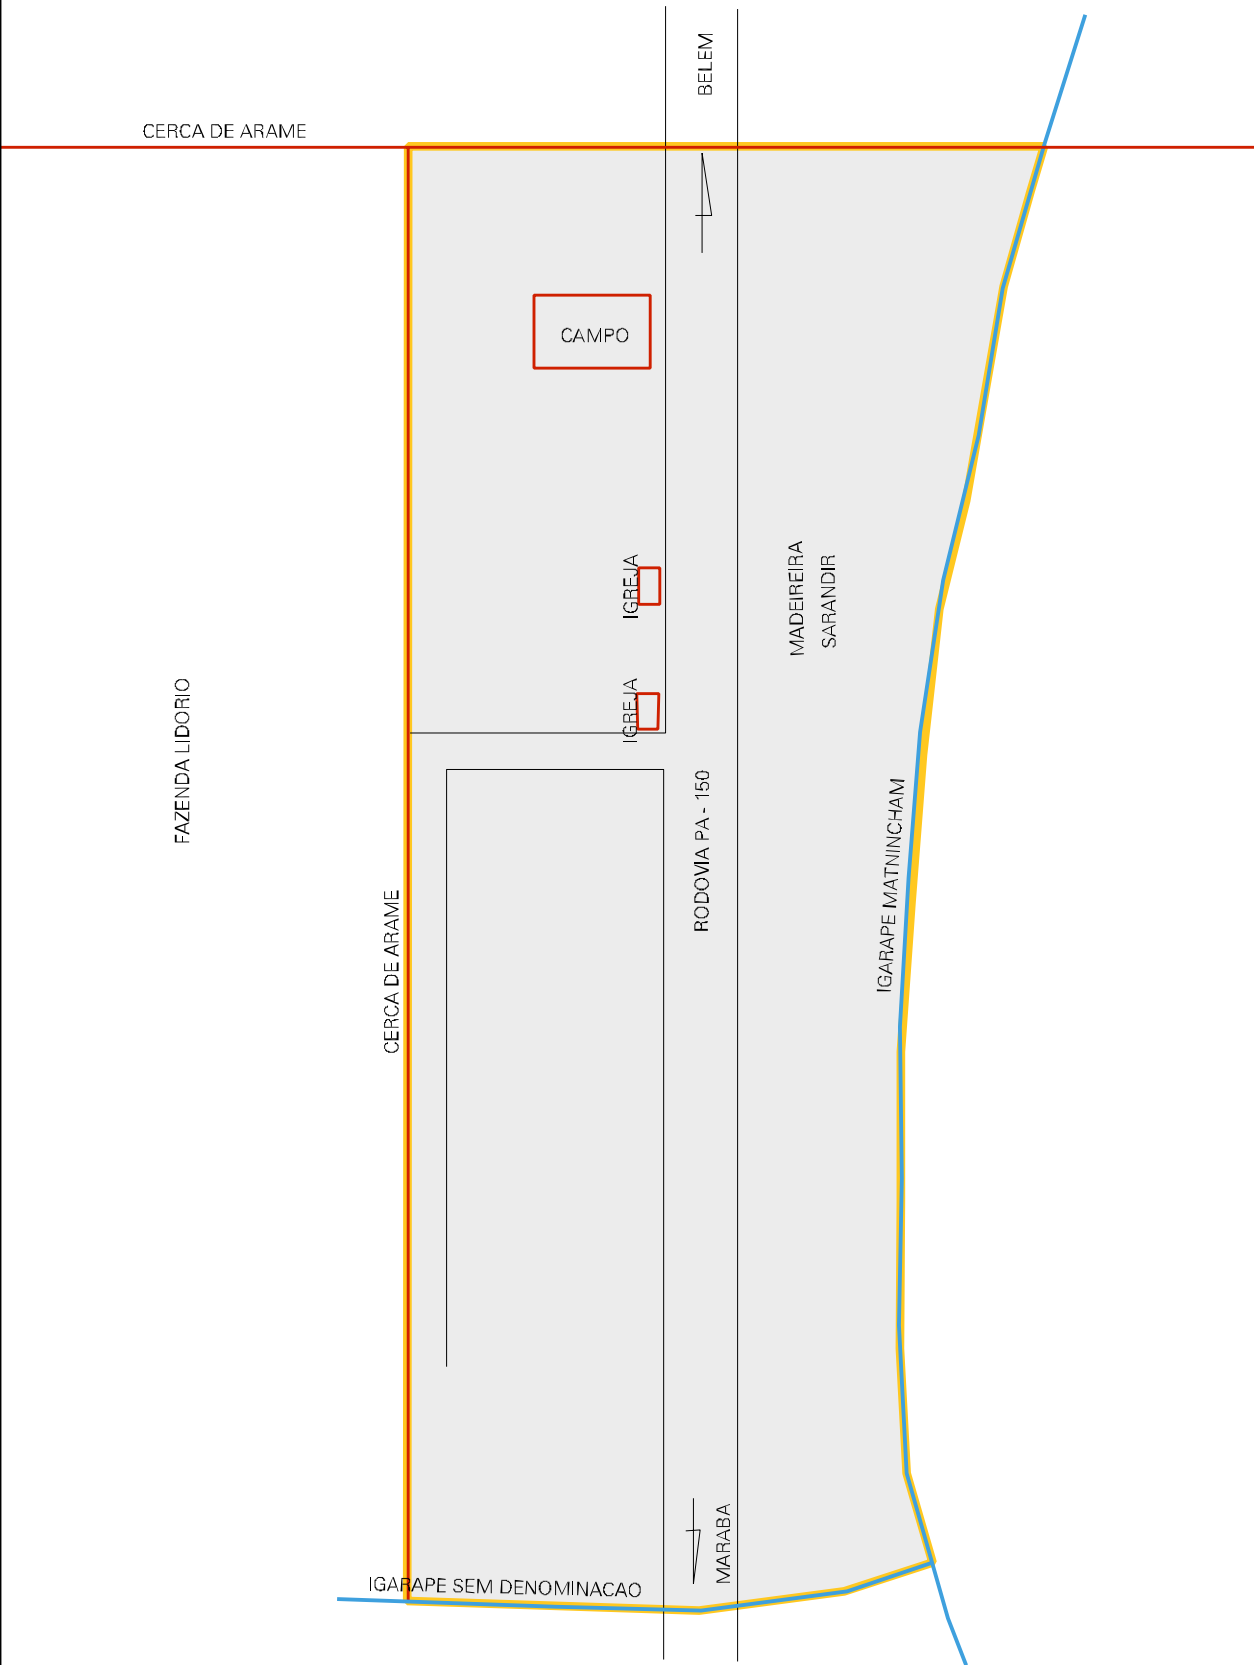 BELEM
CERCA DE ARAME
CAMPO
IGREJA
MADEIREIRA
SARANDIR
IGREJA
FAZENDA LIDORIO
RODOVIA PA - 150
IGARAPE MATNINCHAM
CERCA DE ARAME
MARABA
IGARAPE SEM DENOMINACAO